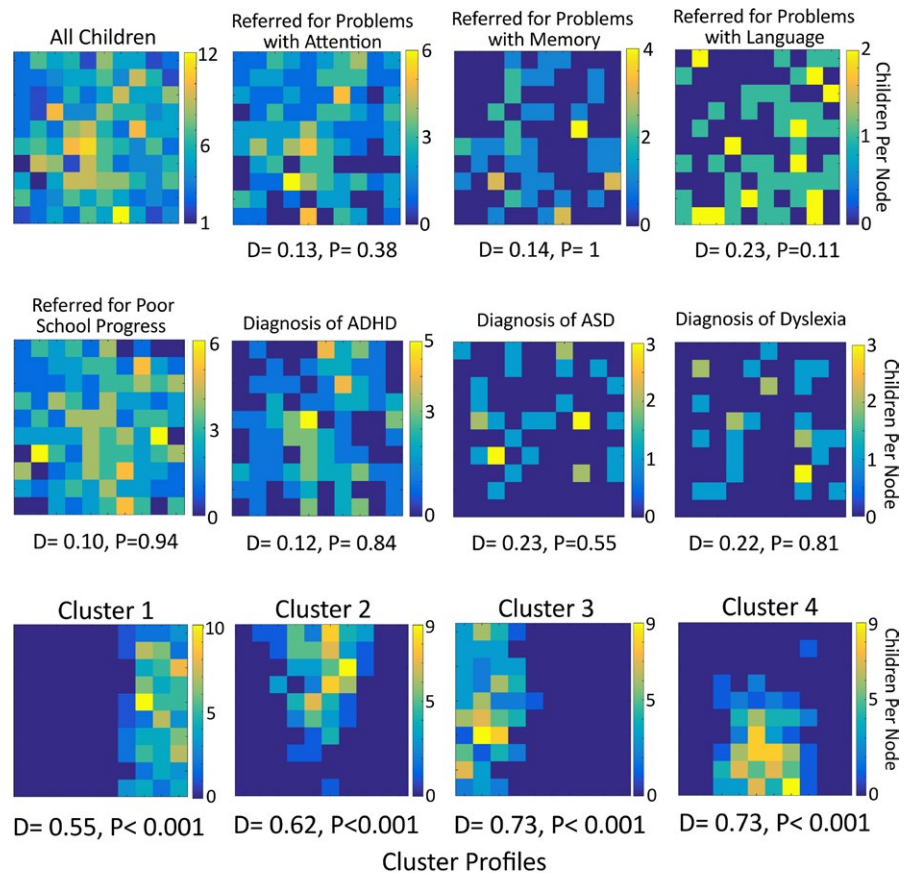 All Children
12
6
1
Referred for Problems
with Attention
6
3
0
D= 0.13, P= 0.38
Referred for Problems
with Memory
4
2
0
D= 0.14, P= 1
Referred for Problems
with Language
2
1
0
Children Per Node
D= 0.23, P=0.11
Referred for Poor
School Progress
6
3
0
D= 0.10, P=0.94
Diagnosis of ADHD
5
3
0
D= 0.12, P= 0.84
Diagnosis of ASD
3
2
1
0
D= 0.23, P=0.55
Diagnosis of Dyslexia
3
2
1
0
Children Per Node
D= 0.22, P= 0.81
Cluster 1
10
5
0
D= 0.55, P< 0.001
Cluster 2
9
5
0
D= 0.62, P<0.001
Cluster 3
9
5
0
D= 0.73, P< 0.001
Cluster 4
9
5
0
Children Per Node
D= 0.73, P< 0.001
Cluster Profiles